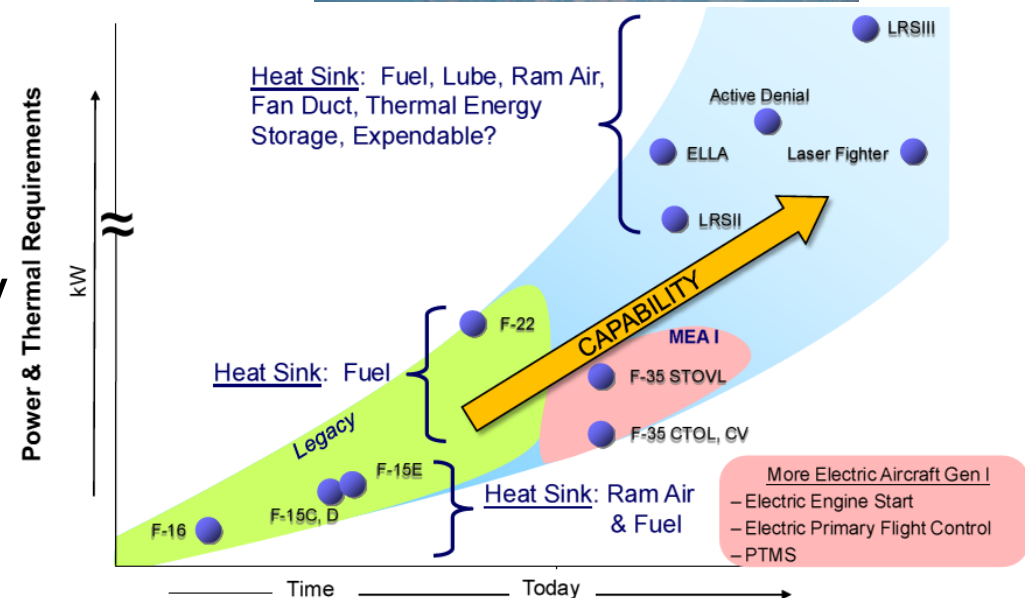 LRSIII
Heat Sink: Fuel, Lube, Ram Air,
Fan Duct, Thermal Energy
Storage, Expendable?
Active Denial
ELLA
Laser Fighter
LRSII
Power & Thermal Requirements
kW
CAPABILITY
F-22
MEA I
Heat Sink: Fuel
F-35 STOVL
Legacy
F-35 CTOL, CV
F-15E
Heat Sink: Ram Air
& Fuel
F-15C, D
F-16
More Electric Aircraft Gen I
– Electric Engine Start
– Electric Primary Flight Control
– PTMS
Time
Today